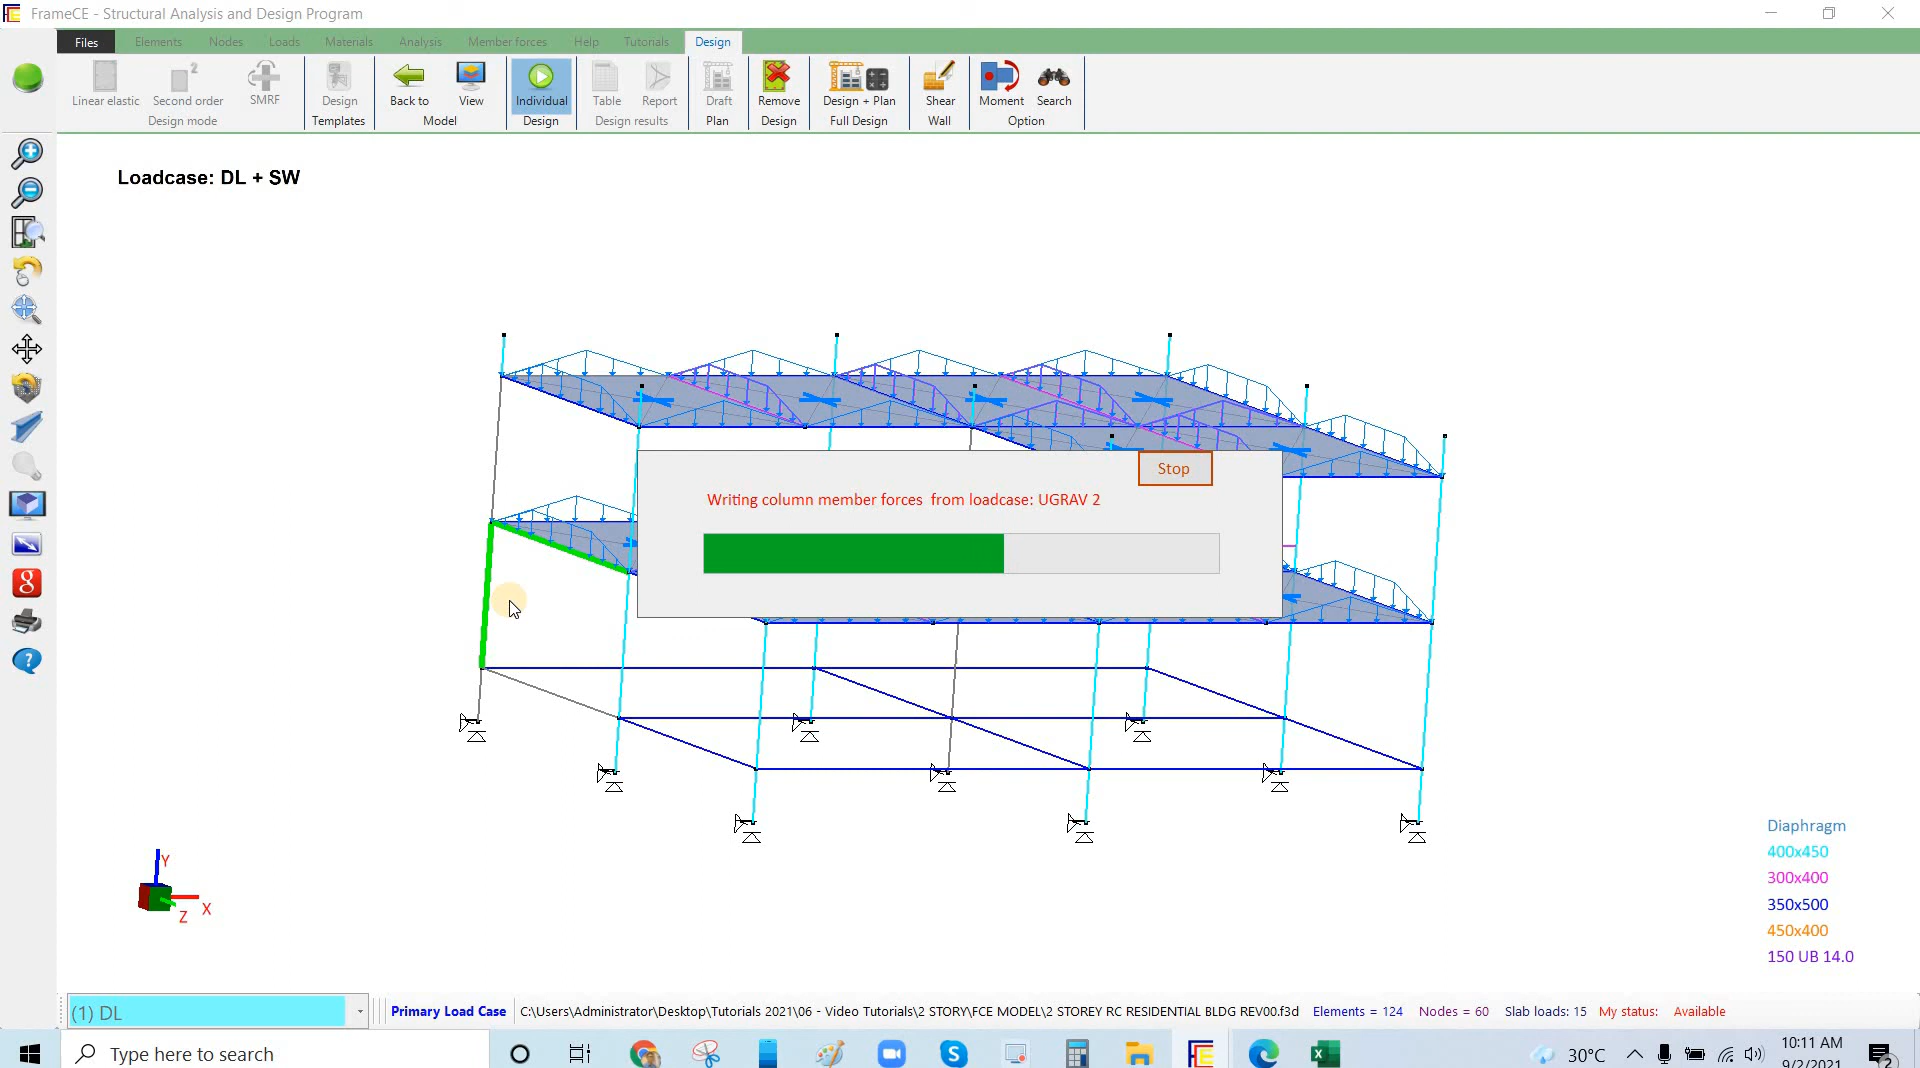 FrameCE - Structural Analysis and Design Program
Files Elements Nodes Loads Materials Analysis Member forces Help Tutorials Design
Linear elastic Second order SMRF Design Back to View Individual Table Report Draft Remove Design + Plan Shear Moment Search
Design mode Templates Model Design Design results Plan Design Full Design Wall Option
Loadcase: DL + SW
Stop
Writing column member forces from loadcase: UGRAV 2
Y
X
Z
Diaphragm
400x450
300x400
350x500
450x400
150 UB 14.0
(1) DL Primary Load Case C:\Users\Administrator\Desktop\Tutorials 2021\06 - Video Tutorials\2 STORY\FCE MODEL\2 STOREY RC RESIDENTIAL BLDG REV00.f3d Elements = 124 Nodes = 60 Slab loads: 15 My status: Available
Type here to search 30°C 10:11 AM
9/2/2021
2